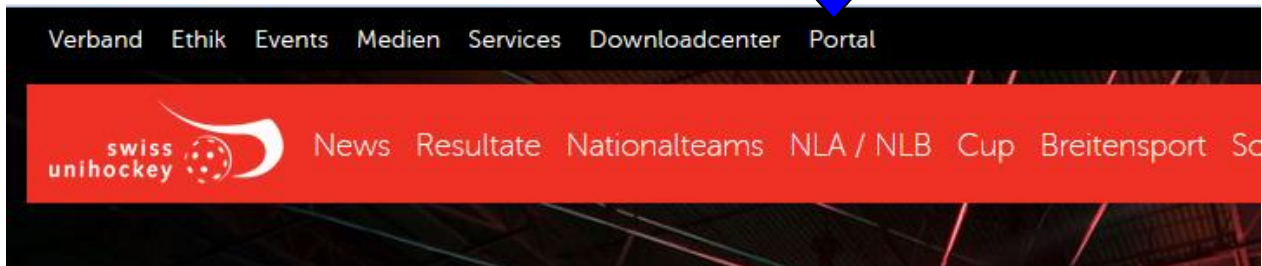 Verband Ethik Events Medien Services Downloadcenter Portal
swiss
unihockey
News Resultate Nationalteams NLA / NLB Cup Breitensport